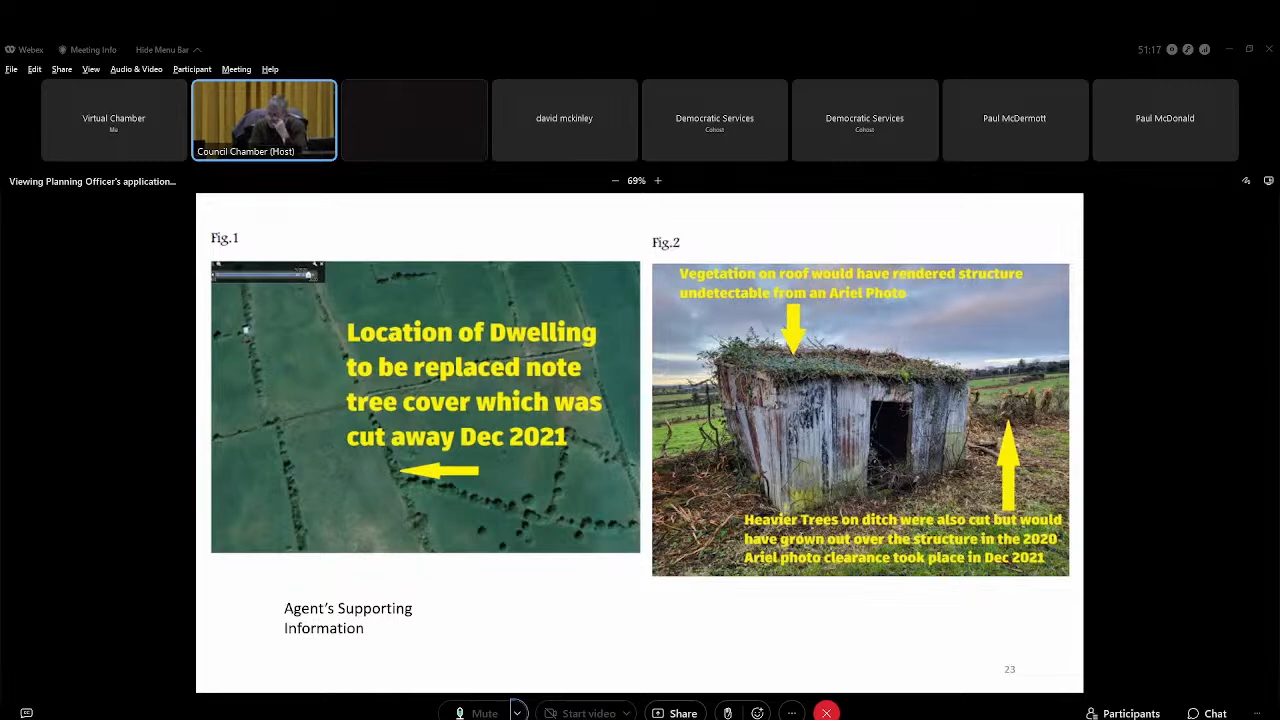 Webex
Meeting Info
Hide Menu Bar
51:17
File Edit Share View Audio & Video Participant Meeting Help
Virtual Chamber
Me
Council Chamber (Host)
david mckinley
Democratic Services
Cohost
Democratic Services
Cohost
Paul McDermott
Paul McDonald
Viewing Planning Officer's application...
69%
Fig.1
Location of Dwelling
to be replaced note
tree cover which was
cut away Dec 2021
Fig.2
Vegetation on roof would have rendered structure
undetectable from an Ariel Photo
Heavier Trees on ditch were also cut but would
have grown out over the structure in the 2020
Ariel photo clearance took place in Dec 2021
Agent's Supporting
Information
23
Mute
Start video
Share
Participants
Chat